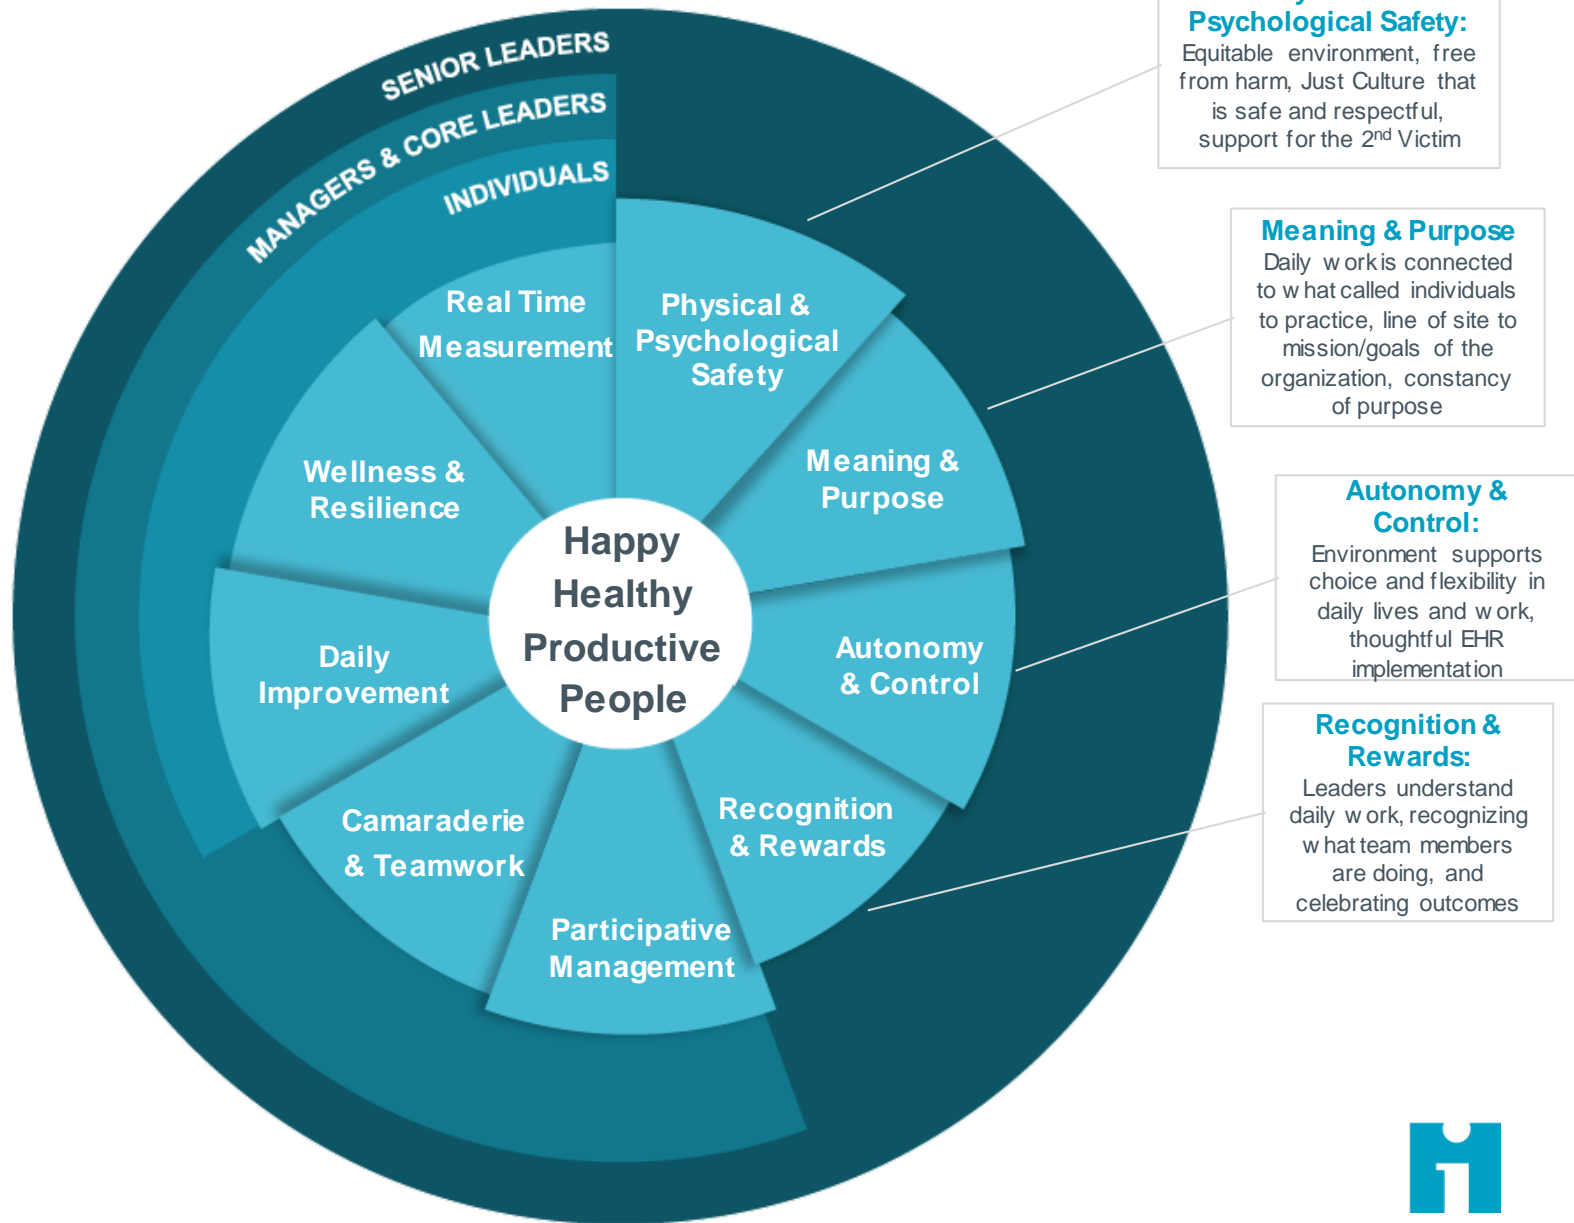 SENIOR LEADERS
MANAGERS & CORE LEADERS
INDIVIDUALS
Real Time
Measurement
Physical &
Psychological
Safety
Meaning &
Purpose
Autonomy
& Control
Recognition
& Rewards
Participative
Management
Camaraderie
& Teamwork
Daily
Improvement
Wellness &
Resilience
Happy
Healthy
Productive
People
Psychological Safety:
Equitable environment, free
from harm, Just Culture that
is safe and respectful,
support for the 2nd Victim
Meaning & Purpose
Daily work is connected
to what called individuals
to practice, line of site to
mission/goals of the
organization, constancy
of purpose
Autonomy &
Control:
Environment supports
choice and flexibility in
daily lives and work,
thoughtful EHR
implementation
Recognition &
Rewards:
Leaders understand
daily work, recognizing
what team members
are doing, and
celebrating outcomes